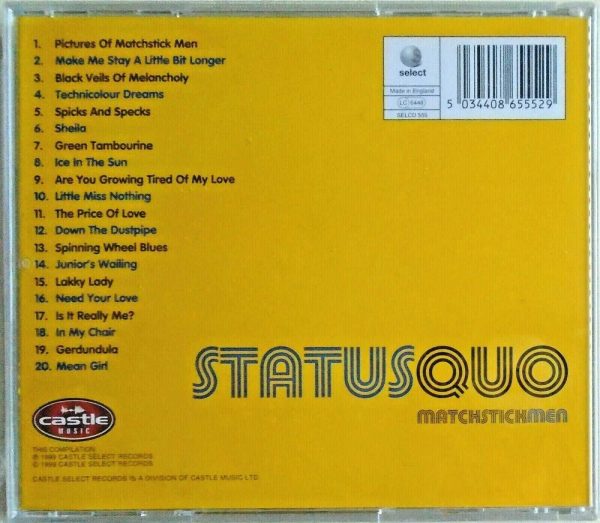 1. Pictures Of Matchstick Men
2. Make Me Stay A Little Bit Longer
3. Black Veils Of Melancholy
4. Technicolour Dreams
5. Spicks And Specks
6. Sheila
7. Green Tambourine
8. Ice In The Sun
9. Are You Growing Tired Of My Love
10. Little Miss Nothing
11. The Price Of Love
12. Down The Dustpipe
13. Spinning Wheel Blues
14. Junior's Wailing
15. Lakky Lady
16. Need Your Love
17. Is It Really Me?
18. In My Chair
19. Gerdundula
20. Mean Girl
select
Made in England
LC 6448
SELCD 555
5 034408 655529
STATUSQUO
MATCHSTICKMEN
castle
MUSIC
THIS COMPILATION
℗ 1999 CASTLE SELECT RECORDS
© 1999 CASTLE SELECT RECORDS
CASTLE SELECT RECORDS IS A DIVISION OF CASTLE MUSIC LTD